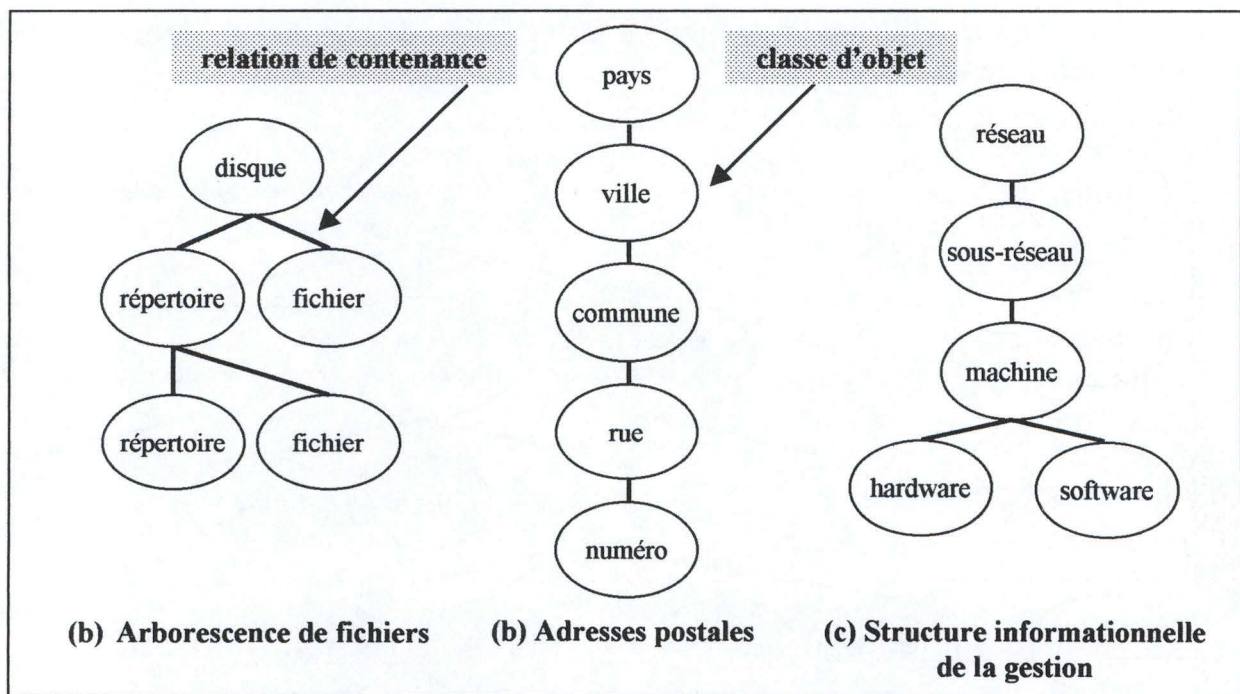 relation de contenance
classe d'objet
disque
répertoire
fichier
répertoire
fichier
pays
ville
commune
rue
numéro
réseau
sous-réseau
machine
hardware
software
(b) Arborescence de fichiers
(b) Adresses postales
(c) Structure informationnelle
de la gestion